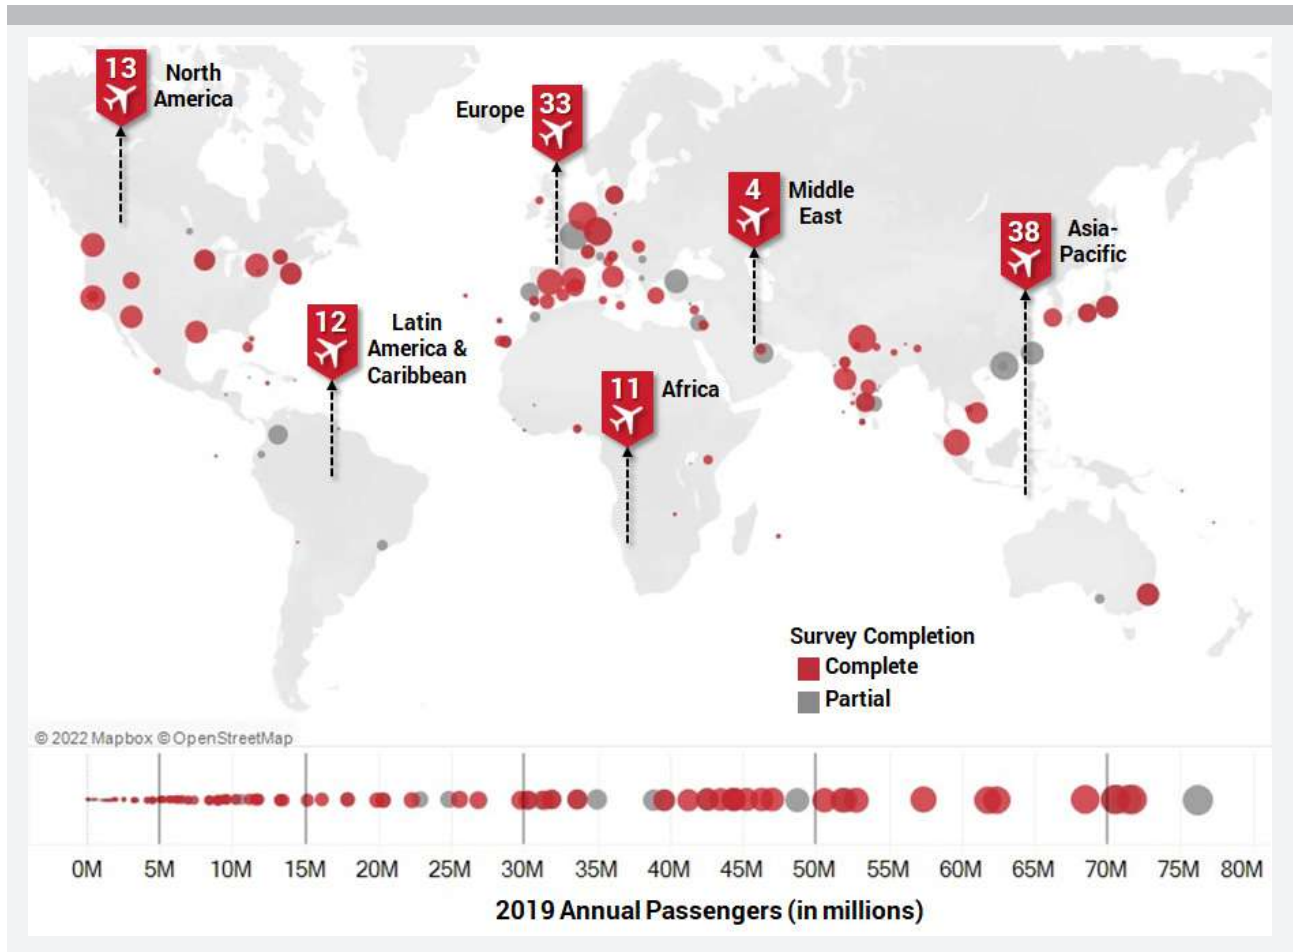 13
North
America
Europe
33
4
Middle
East
38
Asia-
Pacific
12
Latin
America &
Caribbean
11
Africa
Survey Completion
Complete
Partial
© 2022 Mapbox © OpenStreetMap
0M 5M 10M 15M 20M 25M 30M 35M 40M 45M 50M 55M 60M 65M 70M 75M 80M
2019 Annual Passengers (in millions)